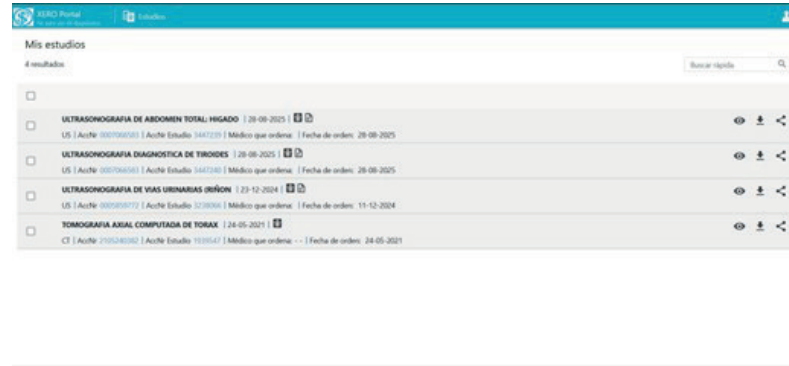 XERO Portal
Estudios
Mis estudios
4 resultados
Buscar rápida
ULTRASONOGRAFIA DE ABDOMEN TOTAL: HIGADO | 28-08-2025 |
US | AccNr | AccNr Estudio 3447239 | Médico que ordena: | Fecha de orden: 28-08-2025
ULTRASONOGRAFIA DIAGNOSTICA DE TIROIDES | 28-08-2025 |
US | AccNr | AccNr Estudio 3447240 | Médico que ordena: | Fecha de orden: 28-08-2025
ULTRASONOGRAFIA DE VIAS URINARIAS (RIÑON | 23-12-2024 |
US | AccNr | AccNr Estudio | Médico que ordena: | Fecha de orden: 11-12-2024
TOMOGRAFIA AXIAL COMPUTADA DE TORAX | 24-05-2021 |
CT | AccNr | AccNr Estudio | Médico que ordena: - - | Fecha de orden: 24-05-2021